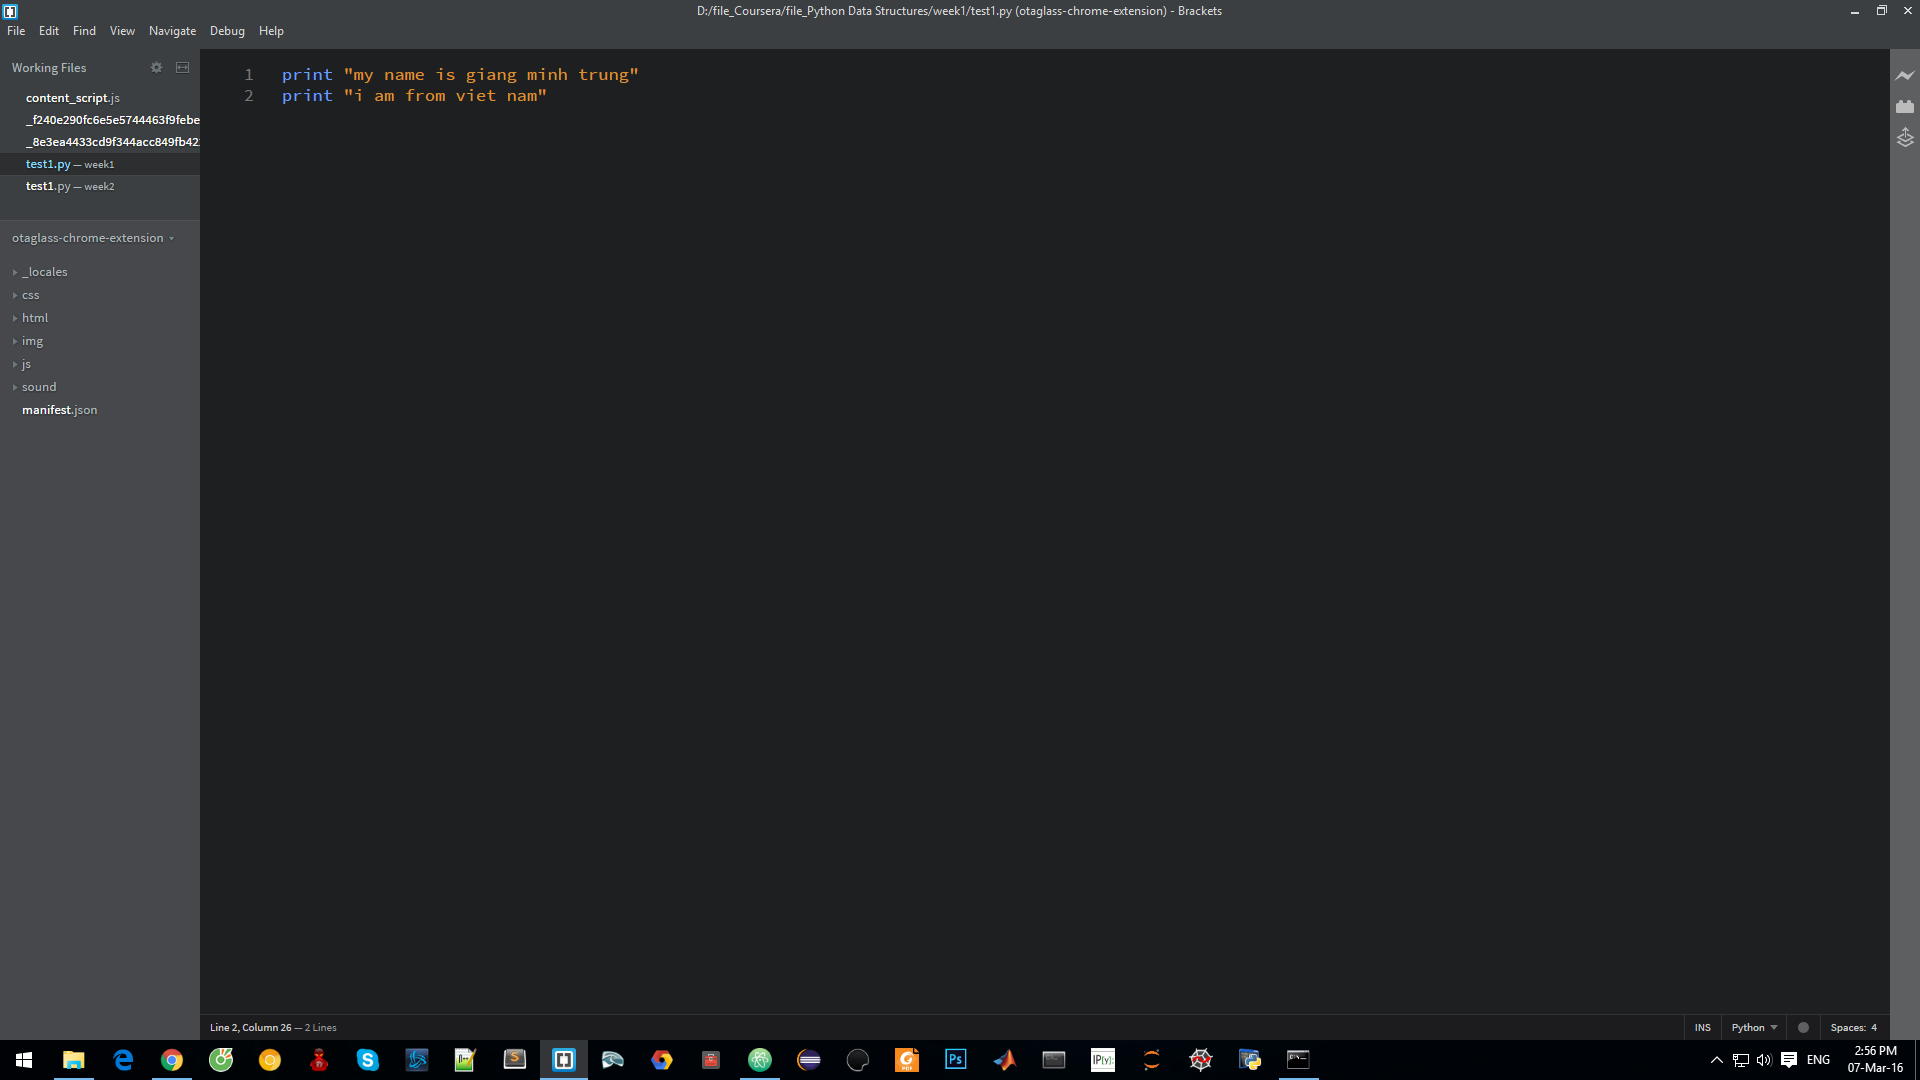 D:/file_Coursera/file_Python Data Structures/week1/test1.py (otaglass-chrome-extension) - Brackets
File Edit Find View Navigate Debug Help
Working Files
content_script.js
_f240e290fc6e5e5744463f9febe
_8e3ea4433cd9f344acc849fb42
test1.py — week1
test1.py — week2
otaglass-chrome-extension
_locales
css
html
img
js
sound
manifest.json
1 print "my name is giang minh trung"
2 print "i am from viet nam"
Line 2, Column 26 — 2 Lines
INS Python Spaces: 4
ENG
2:56 PM
07-Mar-16